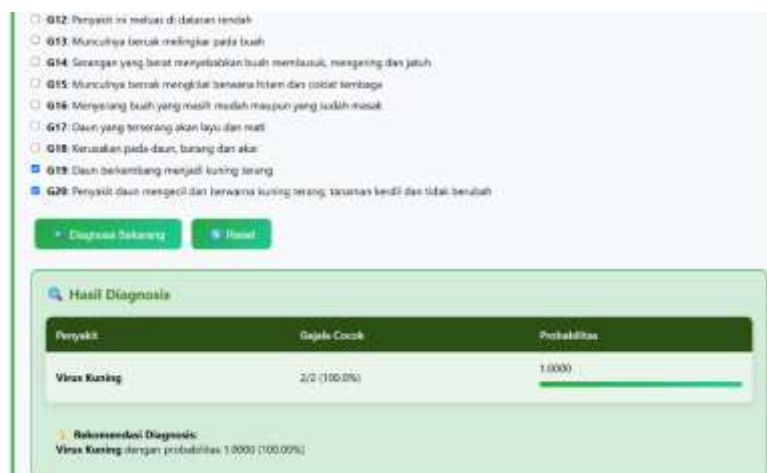 G12: Penyakit ini meluas di dataran rendah
G13: Munculnya bercak melingkar pada buah
G14: Serangan yang berat menyebabkan buah membusuk, mengering dan jatuh
G15: Munculnya bercak mengkilat berwarna hitam dan coklat tembaga
G16: Menyerang buah yang masih mudah maupun yang sudah masak
G17: Daun yang terserang akan layu dan mati
G18: Kerusakan pada daun, batang dan akar
G19: Daun berkembang menjadi kuning terang
G20: Penyakit daun mengecil dan berwarna kuning terang, tanaman kerdil dan tidak berubah
Diagnosa Sekarang Reset
Hasil Diagnosis
Penyakit Gejala Cocok Probabilitas
Virus Kuning 2/2 (100.0%) 1.0000
Rekomendasi Diagnosis:
Virus Kuning dengan probabilitas 1.0000 (100.00%)